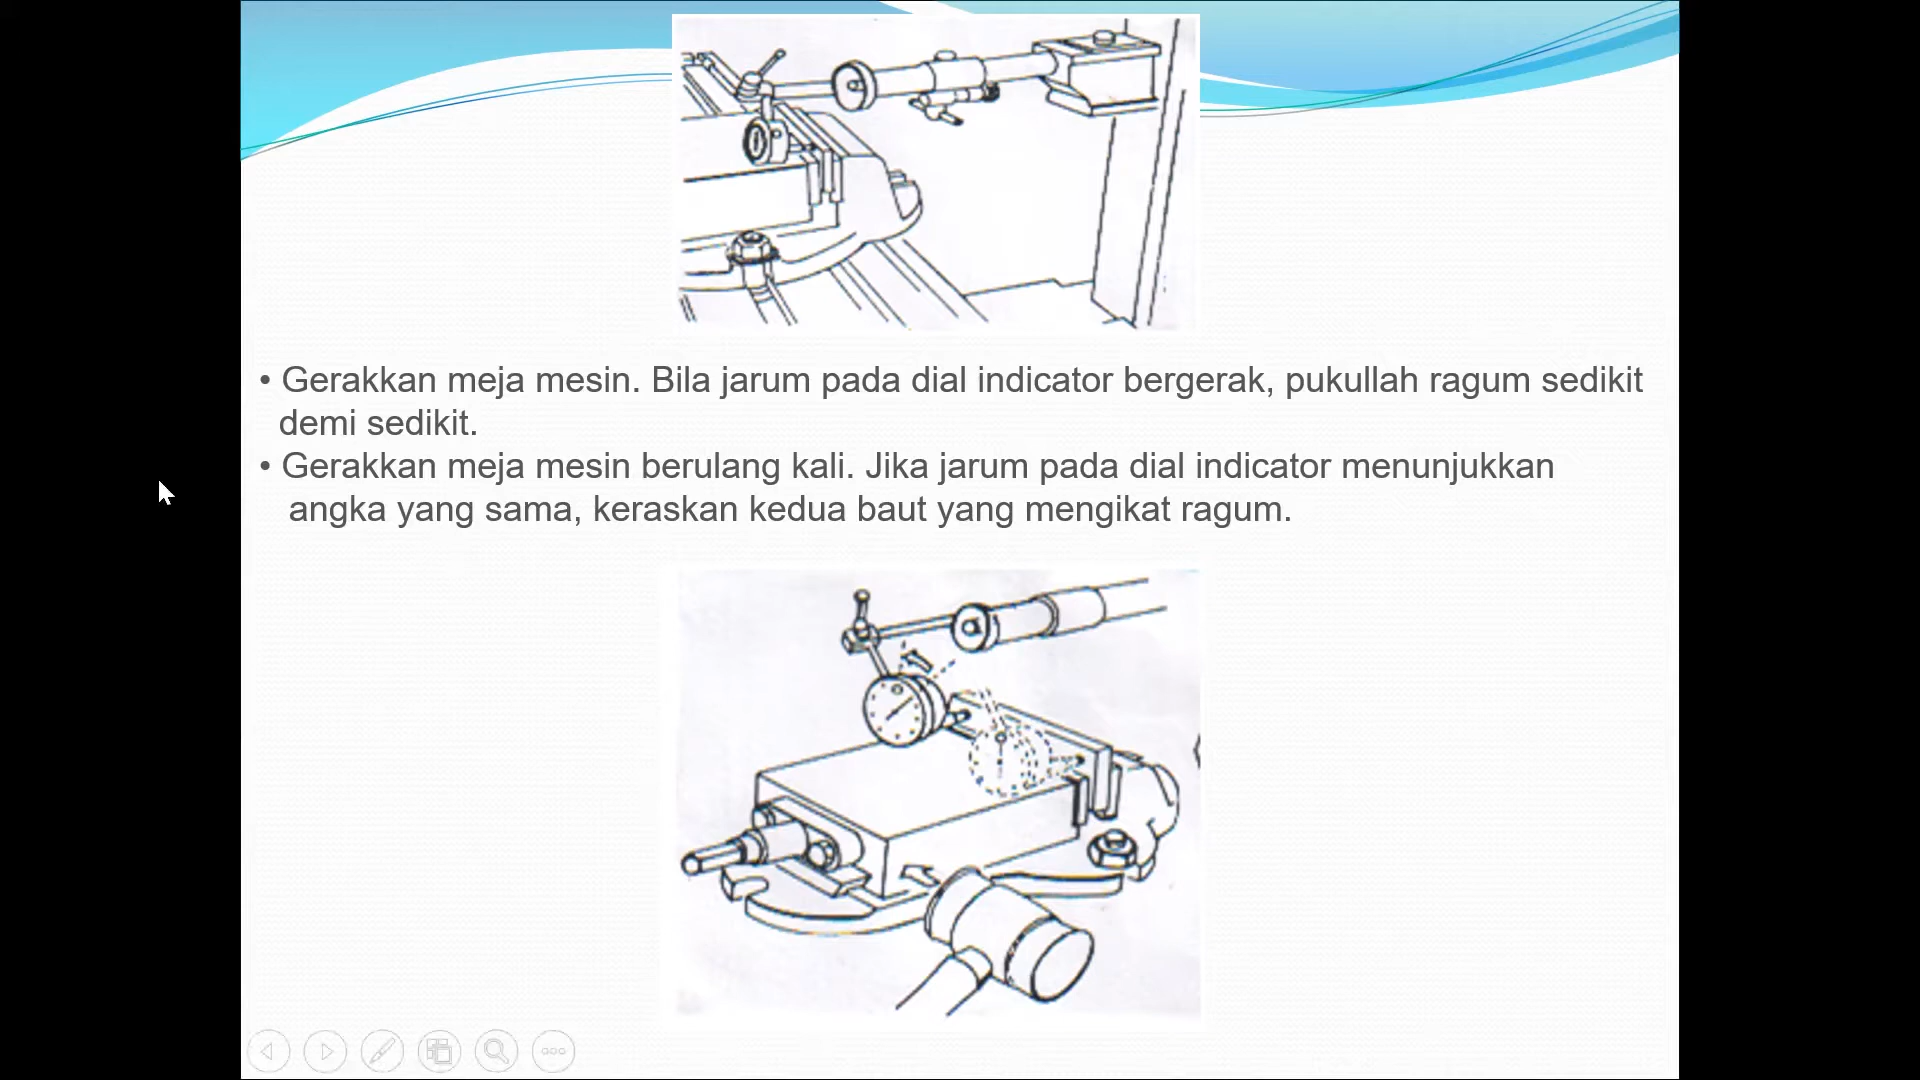 • Gerakkan meja mesin. Bila jarum pada dial indicator bergerak, pukullah ragum sedikit
demi sedikit.
• Gerakkan meja mesin berulang kali. Jika jarum pada dial indicator menunjukkan
angka yang sama, keraskan kedua baut yang mengikat ragum.